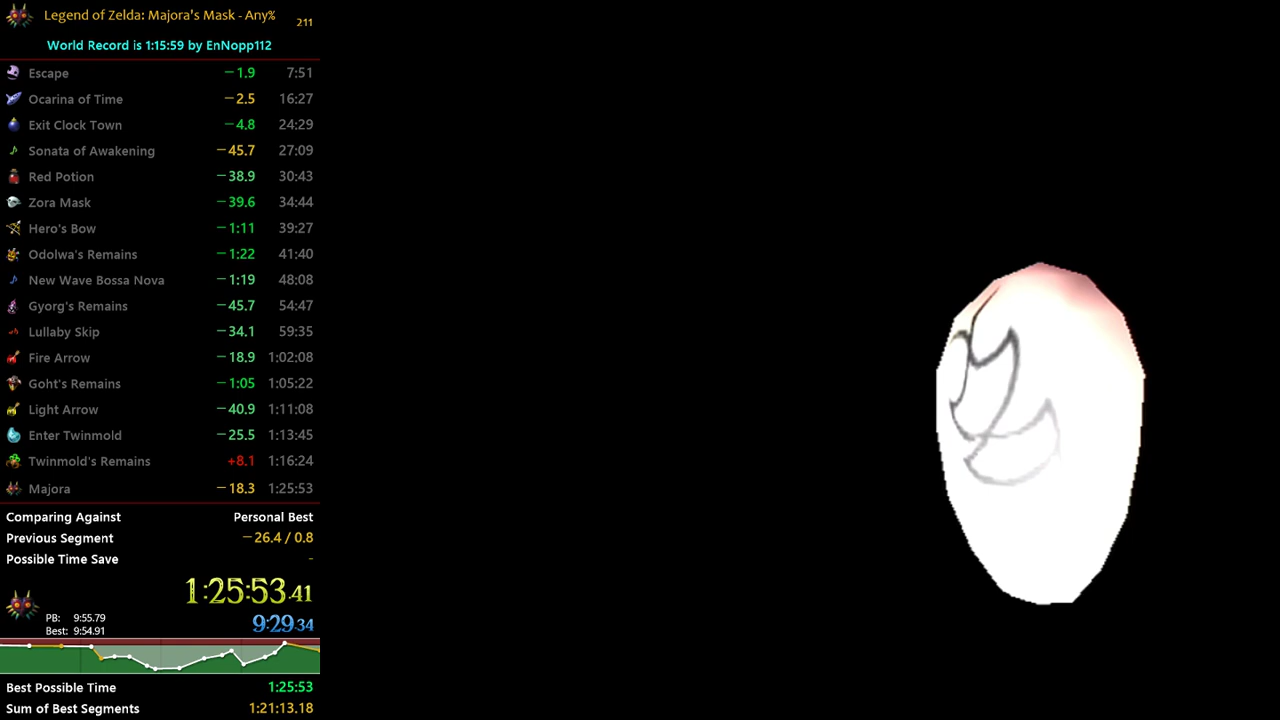 Legend of Zelda: Majora's Mask - Any%
211
World Record is 1:15:59 by EnNopp112
Escape −1.9 7:51
Ocarina of Time −2.5 16:27
Exit Clock Town −4.8 24:29
Sonata of Awakening −45.7 27:09
Red Potion −38.9 30:43
Zora Mask −39.6 34:44
Hero's Bow −1:11 39:27
Odolwa's Remains −1:22 41:40
New Wave Bossa Nova −1:19 48:08
Gyorg's Remains −45.7 54:47
Lullaby Skip −34.1 59:35
Fire Arrow −18.9 1:02:08
Goht's Remains −1:05 1:05:22
Light Arrow −40.9 1:11:08
Enter Twinmold −25.5 1:13:45
Twinmold's Remains +8.1 1:16:24
Majora −18.3 1:25:53
Comparing Against Personal Best
Previous Segment −26.4 / 0.8
Possible Time Save -
1:25:53.41
PB: 9:55.79
Best: 9:54.91
9:29.34
Best Possible Time 1:25:53
Sum of Best Segments 1:21:13.18